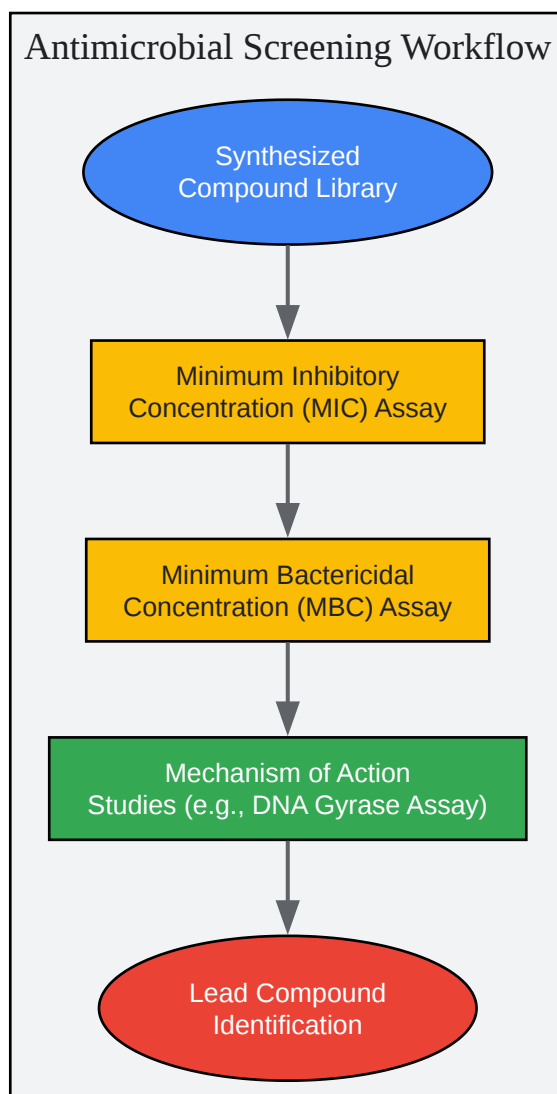 Antimicrobial Screening Workflow
Synthesized
Compound Library
Minimum Inhibitory
Concentration (MIC) Assay
Minimum Bactericidal
Concentration (MBC) Assay
Mechanism of Action
Studies (e.g., DNA Gyrase Assay)
Lead Compound
Identification